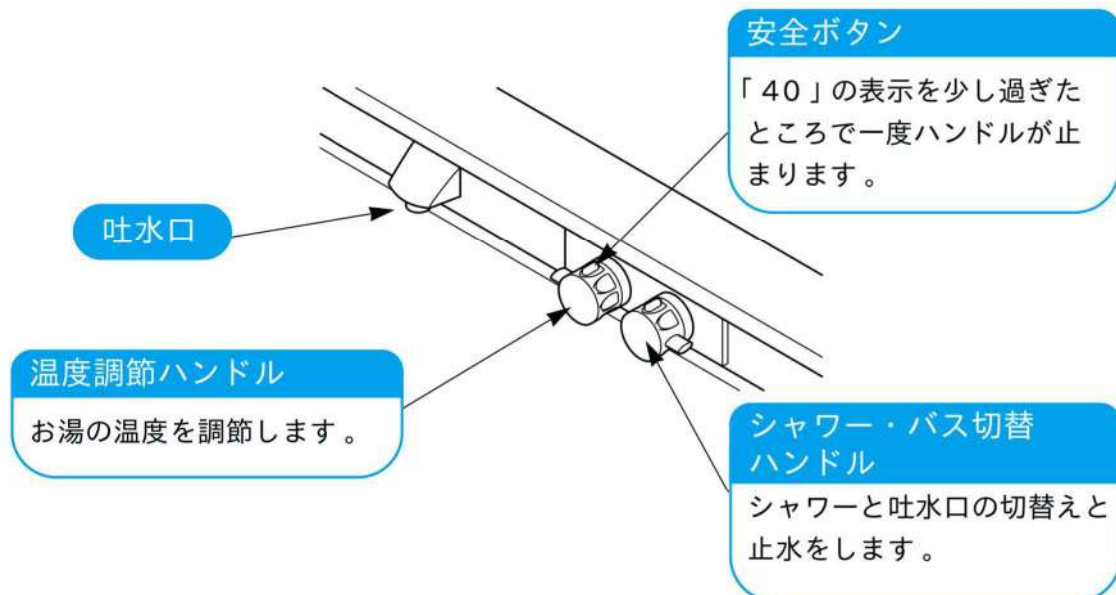 安全ボタン
「40」の表示を少し過ぎた
ところで一度ハンドルが止
まります。
吐水口
温度調節ハンドル
お湯の温度を調節します。
シャワー・バス切替
ハンドル
シャワーと吐水口の切替えと
止水をします。